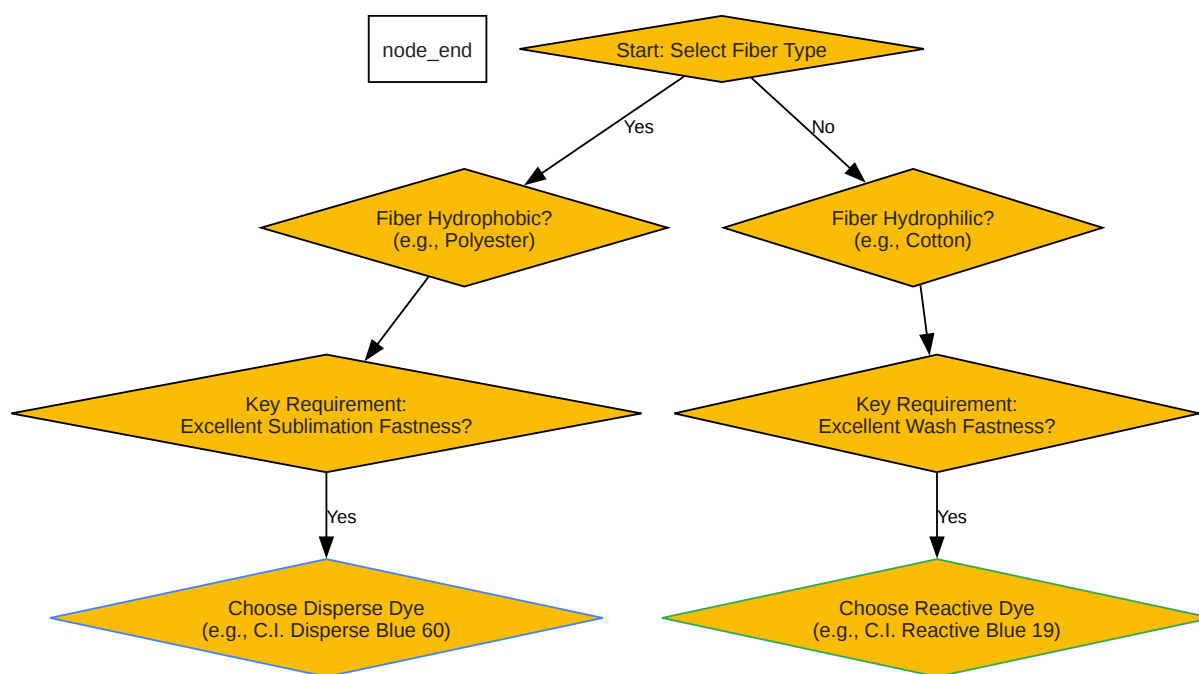 node_end
Start: Select Fiber Type
Yes
No
Fiber Hydrophobic?
(e.g., Polyester)
Fiber Hydrophilic?
(e.g., Cotton)
Key Requirement:
Excellent Sublimation Fastness?
Key Requirement:
Excellent Wash Fastness?
Yes
Yes
Choose Disperse Dye
(e.g., C.I. Disperse Blue 60)
Choose Reactive Dye
(e.g., C.I. Reactive Blue 19)